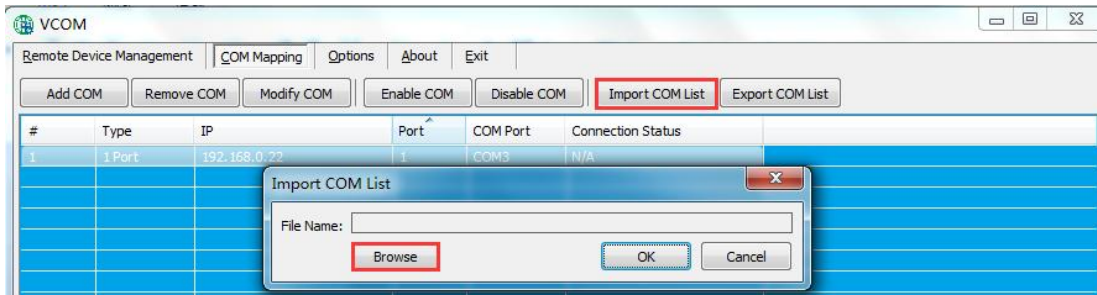 VCOM
Remote Device Management COM Mapping Options About Exit
Add COM Remove COM Modify COM Enable COM Disable COM Import COM List Export COM List
# Type IP Port COM Port Connection Status
1 1 Port 192.168.0.22 1 COM3 N/A
Import COM List
File Name:
Browse OK Cancel